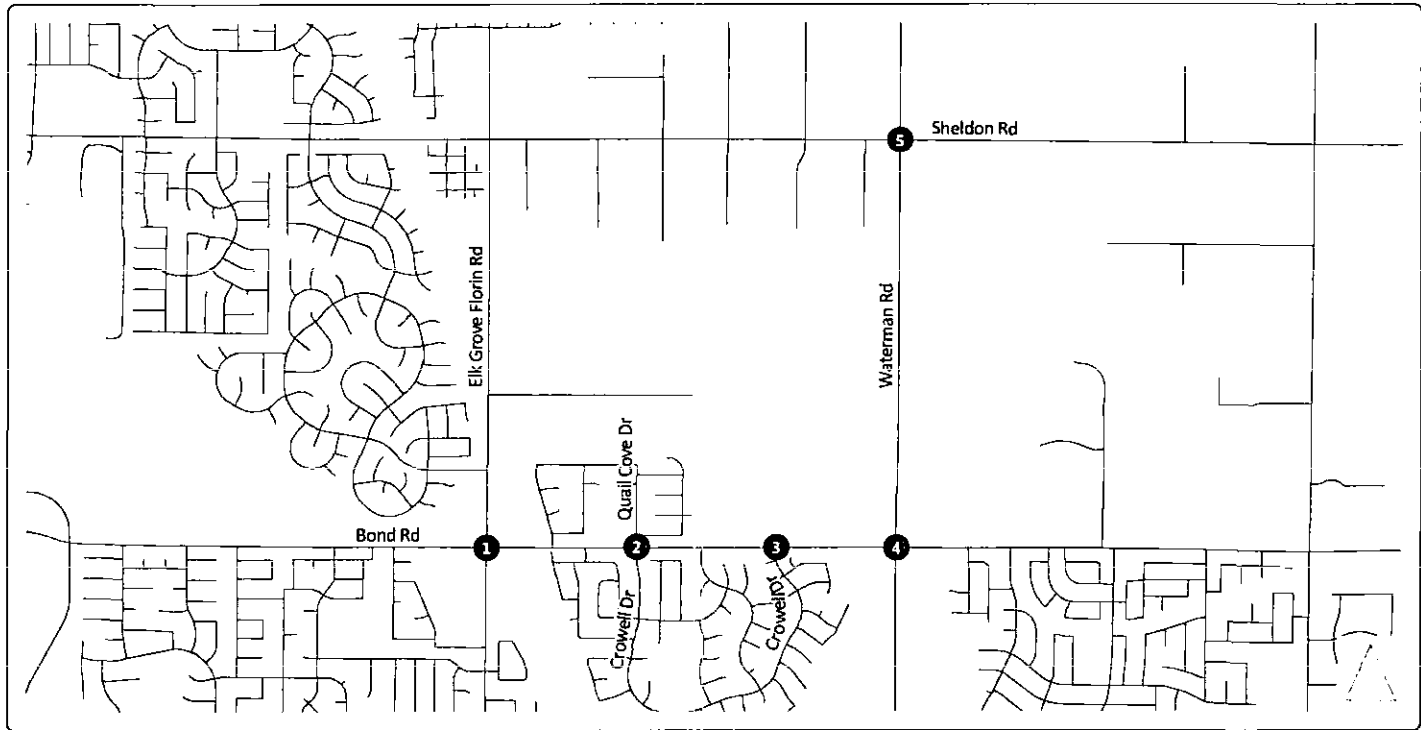 5
Sheldon Rd
Elk Grove Florin Rd
Waterman Rd
Quail Cove Dr
Bond Rd
1
2
3
4
Crowell Dr
Crowell Dr